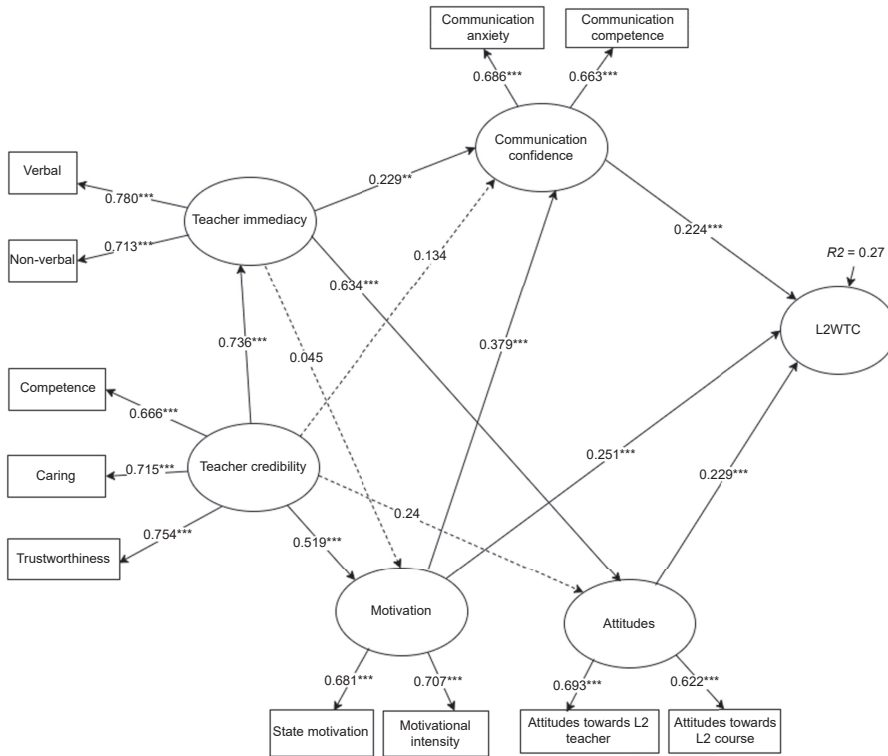 Communication
anxiety
Communication
competence
0.686***
0.663***
Communication
confidence
Verbal
0.780***
Teacher immediacy
0.229**
Non-verbal
0.713***
0.224***
R2 = 0.27
0.134
0.634***
L2WTC
0.736***
0.045
0.379***
Competence
0.666***
Teacher credibility
0.251***
0.229***
Caring
0.715***
0.24
Trustworthiness
0.754***
0.519***
Motivation
Attitudes
0.681***
0.707***
0.693***
0.622***
State motivation
Motivational
intensity
Attitudes towards L2
teacher
Attitudes towards
L2 course